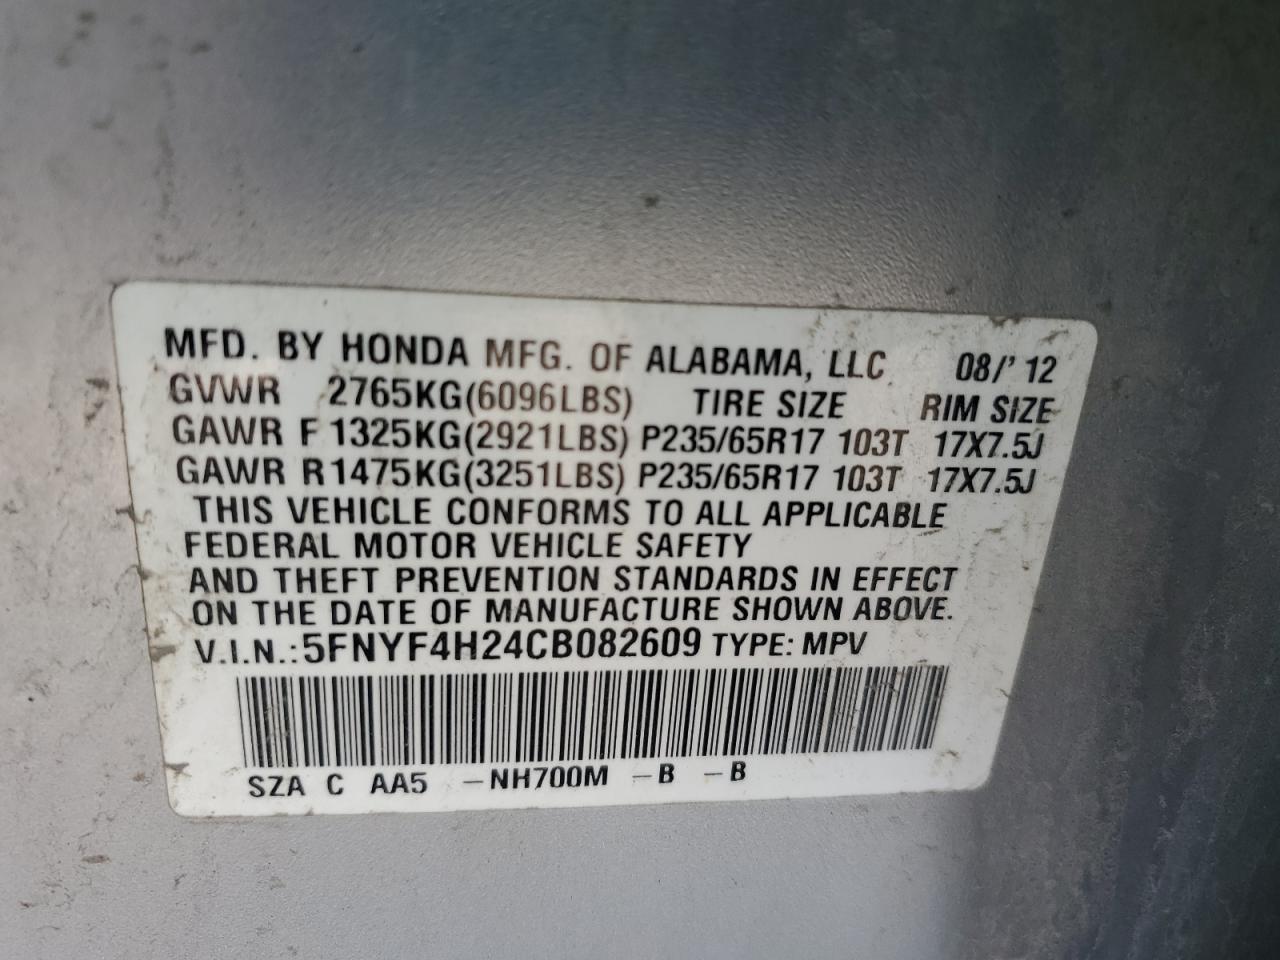 MFD. BY HONDA MFG. OF ALABAMA, LLC 08/'12
GVWR 2765KG(6096LBS) TIRE SIZE RIM SIZE
GAWR F 1325KG(2921LBS) P235/65R17 103T 17X7.5J
GAWR R1475KG(3251LBS) P235/65R17 103T 17X7.5J
THIS VEHICLE CONFORMS TO ALL APPLICABLE
FEDERAL MOTOR VEHICLE SAFETY
AND THEFT PREVENTION STANDARDS IN EFFECT
ON THE DATE OF MANUFACTURE SHOWN ABOVE.
V.I.N.:5FNYF4H24CB082609 TYPE: MPV
SZA C AA5 -NH700M -B -B